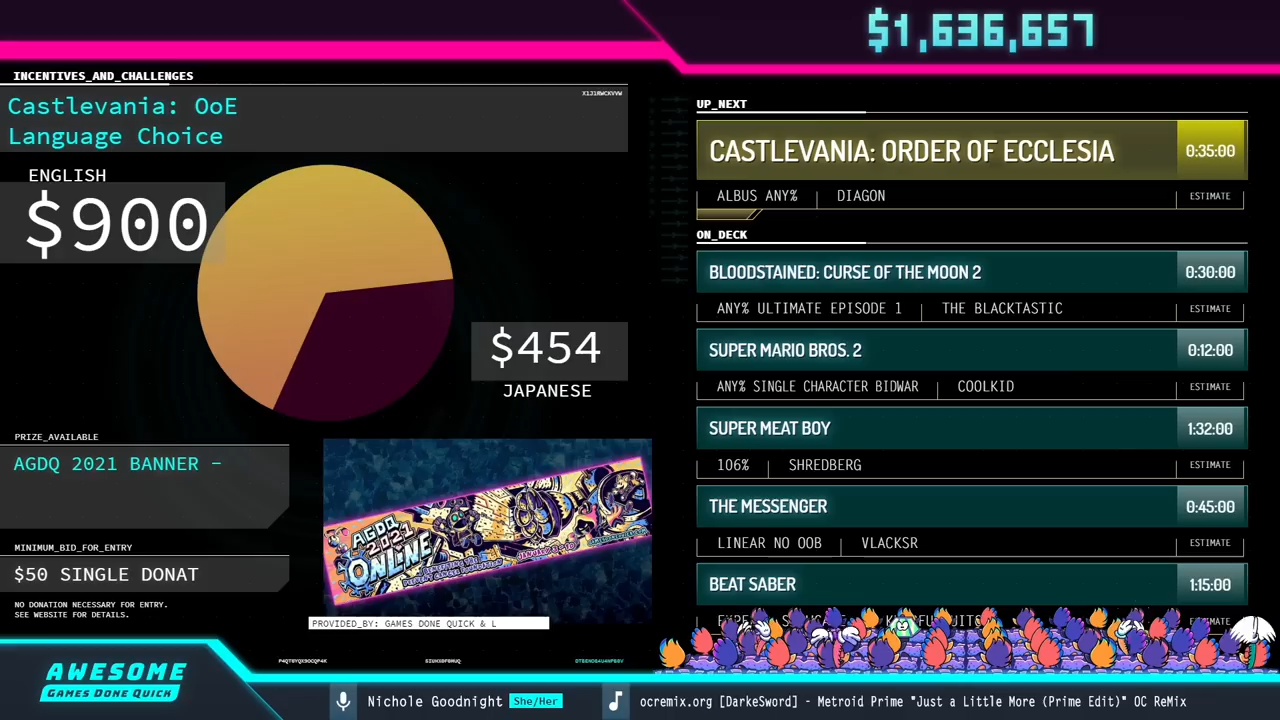 $1,636,657
INCENTIVES_AND_CHALLENGES
Castlevania: OoE
Language Choice
ENGLISH
$900
$454
JAPANESE
PRIZE_AVAILABLE
AGDQ 2021 BANNER -
MINIMUM_BID_FOR_ENTRY
$50 SINGLE DONAT
NO DONATION NECESSARY FOR ENTRY.
SEE WEBSITE FOR DETAILS.
AGDQ
2021
ONLINE
PROVIDED_BY: GAMES DONE QUICK & L
UP_NEXT
CASTLEVANIA: ORDER OF ECCLESIA 0:35:00
ALBUS ANY% DIAGON ESTIMATE
ON_DECK
BLOODSTAINED: CURSE OF THE MOON 2 0:30:00
ANY% ULTIMATE EPISODE 1 THE BLACKTASTIC ESTIMATE
SUPER MARIO BROS. 2 0:12:00
ANY% SINGLE CHARACTER BIDWAR COOLKID ESTIMATE
SUPER MEAT BOY 1:32:00
106% SHREDBERG ESTIMATE
THE MESSENGER 0:45:00
LINEAR NO OOB VLACKSR ESTIMATE
BEAT SABER 1:15:00
AWESOME
GAMES DONE QUICK
Nichole Goodnight She/Her
ocremix.org [DarkeSword] - Metroid Prime "Just a Little More (Prime Edit)" OC ReMix